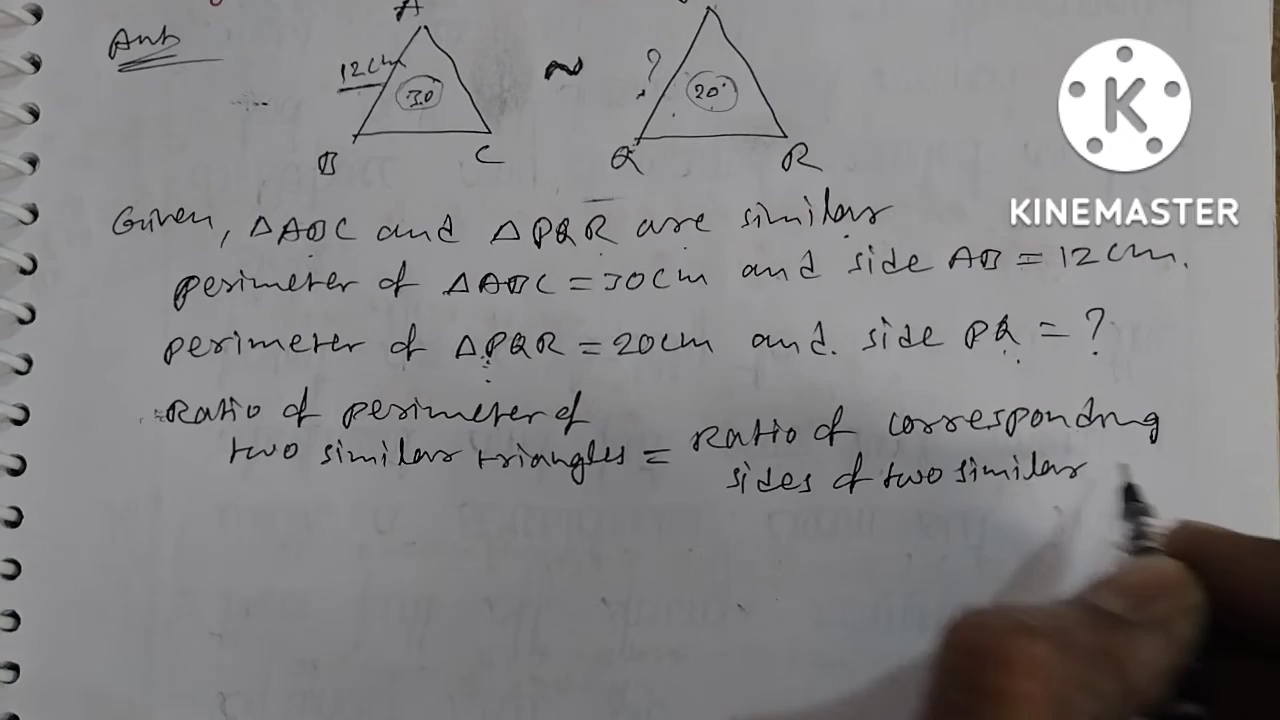 Ans
A
12cm
30
~
?
20
B
C
Q
R
Given, △ABC and △PQR are similar
perimeter of △ABC = 30cm and side AB = 12cm.
perimeter of △PQR = 20cm and side PQ = ?
Ratio of perimeter of
two similar triangles = Ratio of corresponding
sides of two similar
K
KINEMASTER